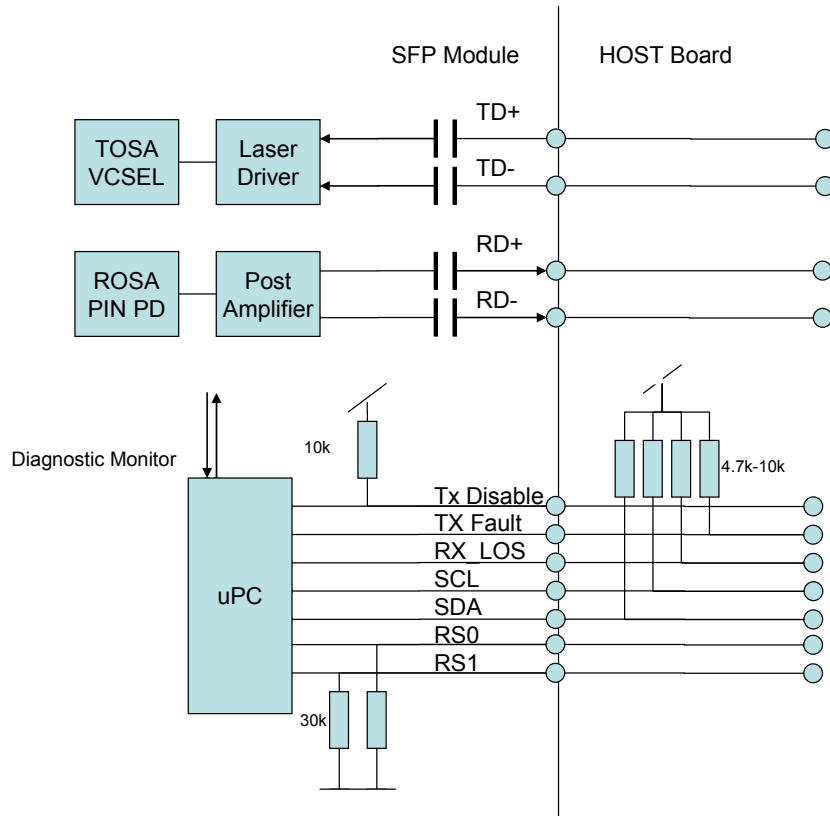 SFP Module
HOST Board
TD+
TOSA
VCSEL
Laser
Driver
TD-
RD+
ROSA
PIN PD
Post
Amplifier
RD-
10k
Diagnostic Monitor
4.7k-10k
Tx Disable
TX Fault
RX_LOS
SCL
uPC
SDA
RS0
RS1
30k